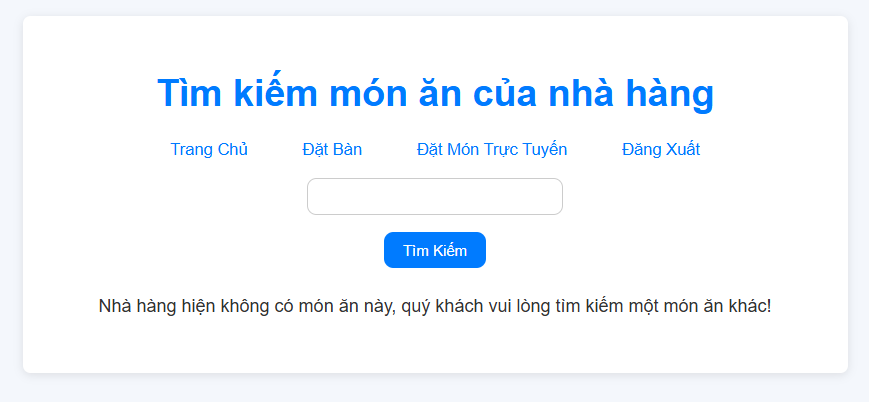 Tìm kiếm món ăn của nhà hàng
Trang Chủ Đặt Bàn Đặt Món Trực Tuyến Đăng Xuất
Tìm Kiếm
Nhà hàng hiện không có món ăn này, quý khách vui lòng tìm kiếm một món ăn khác!